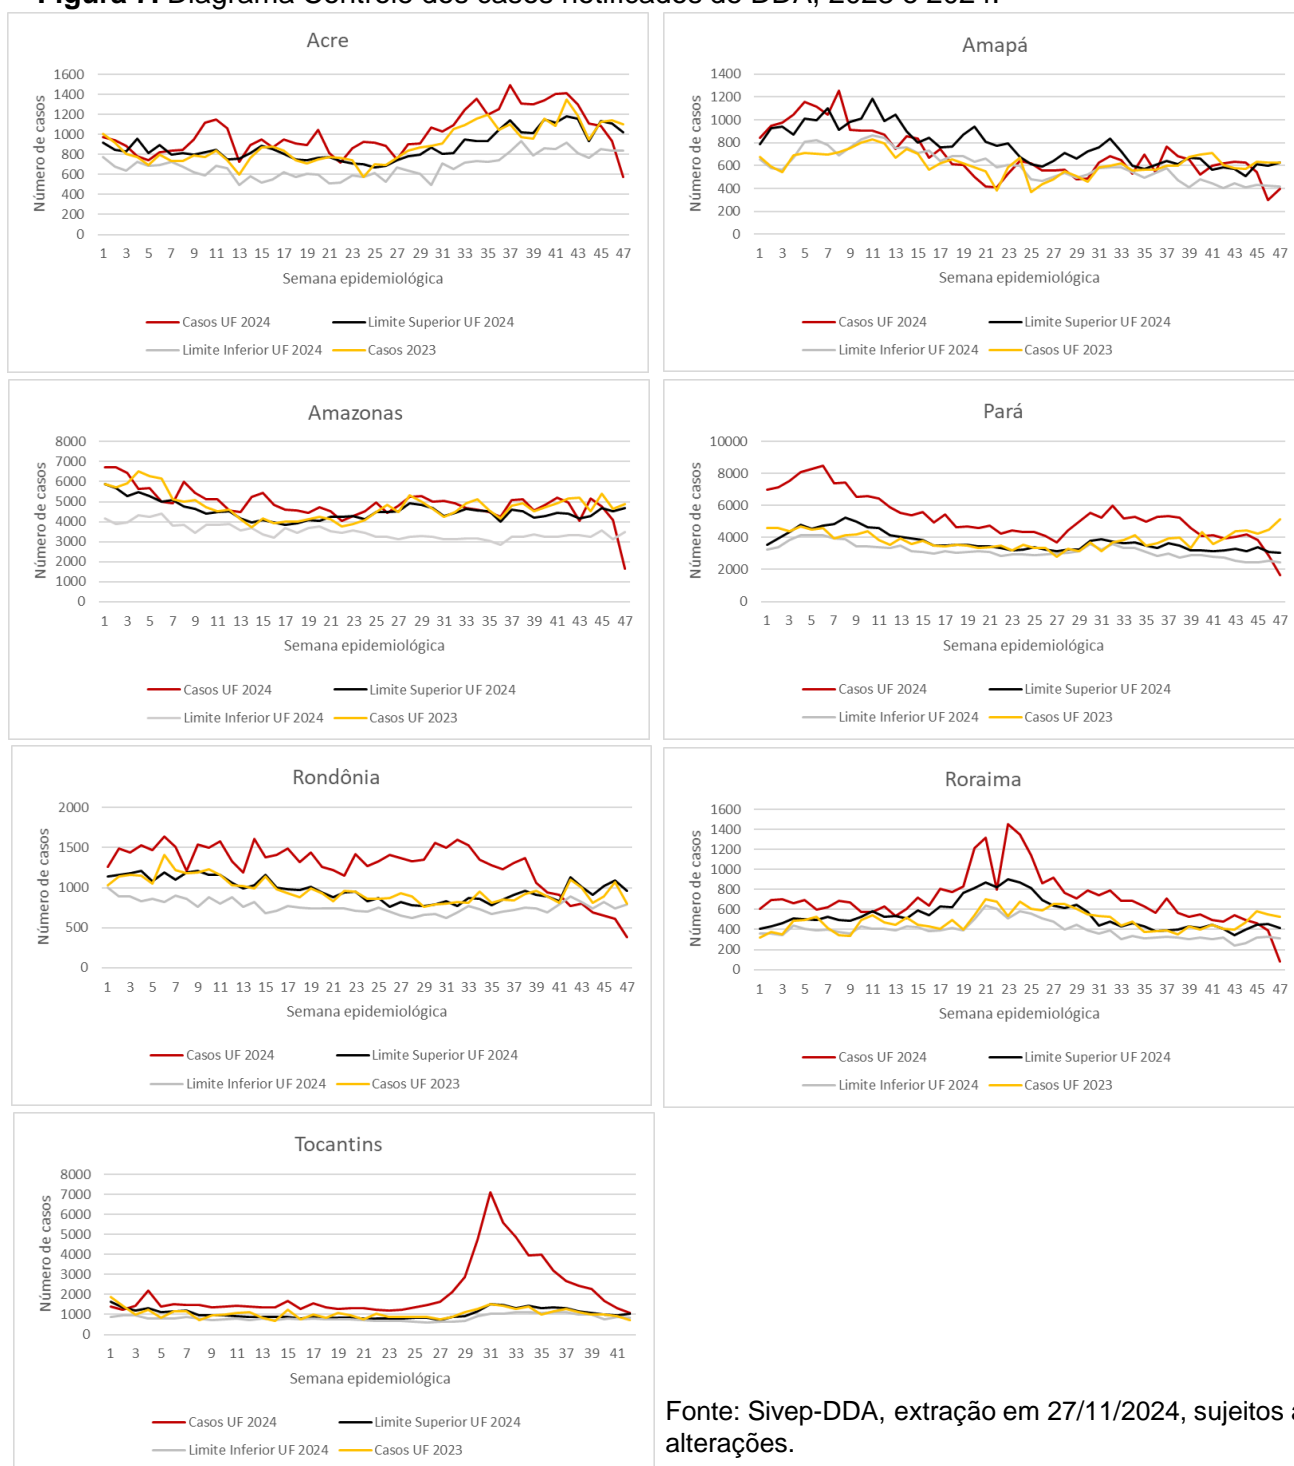 Figura 7. Diagrama Controle dos casos notificados de DDA, 2023 e 2024.
Acre
Número de casos
1600
1400
1200
1000
800
600
400
200
0
1 3 5 7 9 11 13 15 17 19 21 23 25 27 29 31 33 35 37 39 41 43 45 47
Semana epidemiológica
Casos UF 2024 Limite Superior UF 2024
Limite Inferior UF 2024 Casos 2023
Amapá
Número de casos
1400
1200
1000
800
600
400
200
0
1 3 5 7 9 11 13 15 17 19 21 23 25 27 29 31 33 35 37 39 41 43 45 47
Semana epidemiológica
Casos UF 2024 Limite Superior UF 2024
Limite Inferior UF 2024 Casos UF 2023
Amazonas
Número de casos
8000
7000
6000
5000
4000
3000
2000
1000
0
1 3 5 7 9 11 13 15 17 19 21 23 25 27 29 31 33 35 37 39 41 43 45 47
Semana epidemiológica
Casos UF 2024 Limite Superior UF 2024
Limite Inferior UF 2024 Casos UF 2023
Pará
Número de casos
10000
8000
6000
4000
2000
0
1 3 5 7 9 11 13 15 17 19 21 23 25 27 29 31 33 35 37 39 41 43 45 47
Semana epidemiológica
Casos UF 2024 Limite Superior UF 2024
Limite Inferior UF 2024 Casos UF 2023
Rondônia
Número de casos
2000
1500
1000
500
0
1 3 5 7 9 11 13 15 17 19 21 23 25 27 29 31 33 35 37 39 41 43 45 47
Semana epidemiológica
Casos UF 2024 Limite Superior UF 2024
Limite Inferior UF 2024 Casos UF 2023
Roraima
Número de casos
1600
1400
1200
1000
800
600
400
200
0
1 3 5 7 9 11 13 15 17 19 21 23 25 27 29 31 33 35 37 39 41 43 45 47
Semana epidemiológica
Casos UF 2024 Limite Superior UF 2024
Limite Inferior UF 2024 Casos UF 2023
Tocantins
Número de casos
8000
7000
6000
5000
4000
3000
2000
1000
0
1 3 5 7 9 11 13 15 17 19 21 23 25 27 29 31 33 35 37 39 41
Semana epidemiológica
Casos UF 2024 Limite Superior UF 2024
Limite Inferior UF 2024 Casos UF 2023
Fonte: Sivep-DDA, extração em 27/11/2024, sujeitos a
alterações.